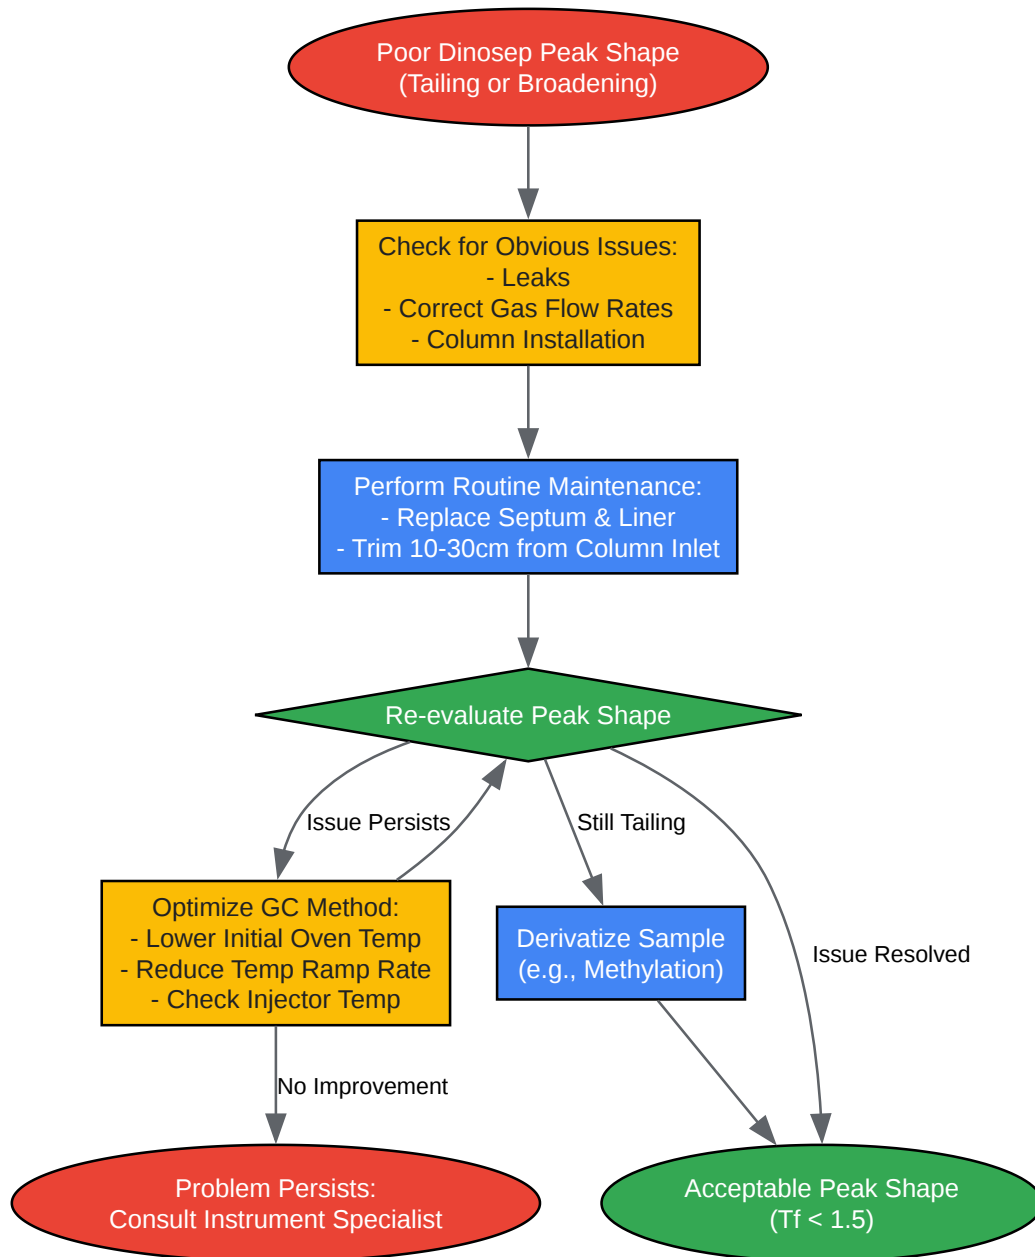 Poor Dinosep Peak Shape
(Tailing or Broadening)
Check for Obvious Issues:
- Leaks
- Correct Gas Flow Rates
- Column Installation
Perform Routine Maintenance:
- Replace Septum & Liner
- Trim 10-30cm from Column Inlet
Re-evaluate Peak Shape
Issue Persists
Still Tailing
Optimize GC Method:
- Lower Initial Oven Temp
- Reduce Temp Ramp Rate
- Check Injector Temp
Derivatize Sample
(e.g., Methylation)
Issue Resolved
No Improvement
Problem Persists:
Consult Instrument Specialist
Acceptable Peak Shape
(Tf < 1.5)